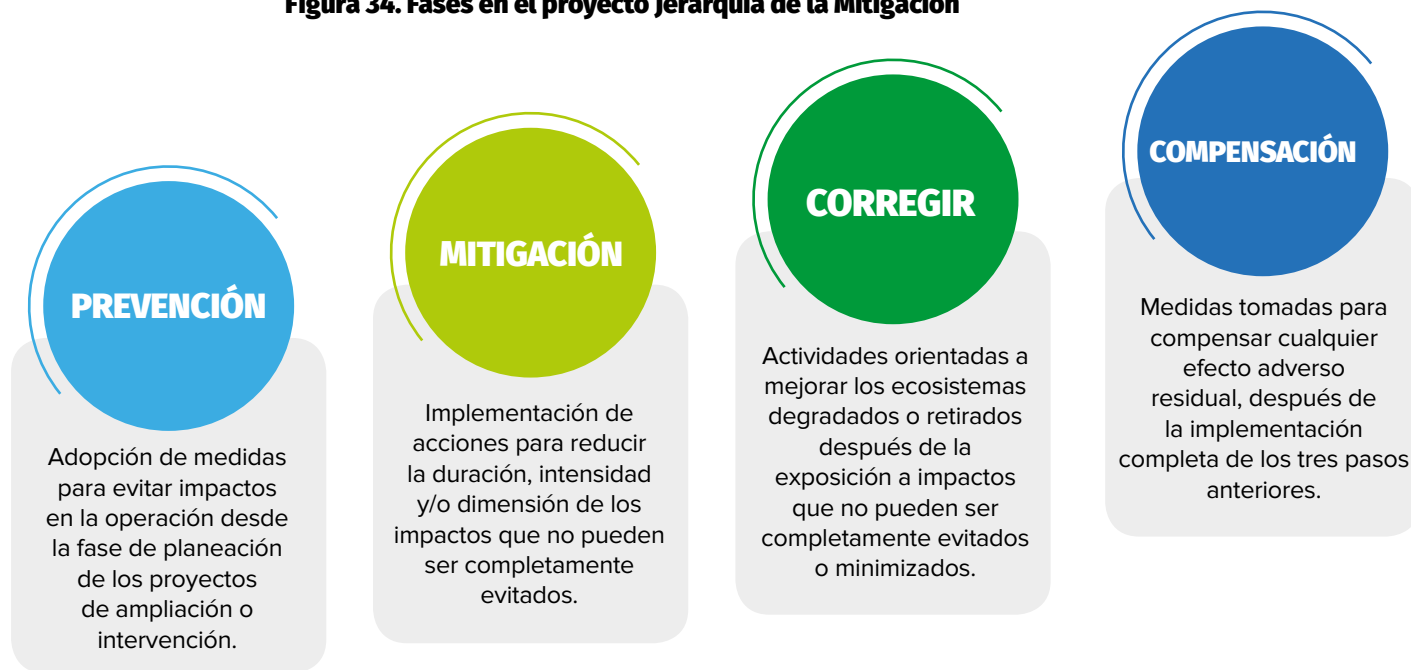 Figura 34. Fases en el proyecto Jerarquía de la Mitigación
PREVENCIÓN
Adopción de medidas
para evitar impactos
en la operación desde
la fase de planeación
de los proyectos
de ampliación o
intervención.
MITIGACIÓN
Implementación de
acciones para reducir
la duración, intensidad
y/o dimensión de los
impactos que no pueden
ser completamente
evitados.
CORREGIR
Actividades orientadas a
mejorar los ecosistemas
degradados o retirados
después de la
exposición a impactos
que no pueden ser
completamente evitados
o minimizados.
COMPENSACIÓN
Medidas tomadas para
compensar cualquier
efecto adverso
residual, después de
la implementación
completa de los tres pasos
anteriores.